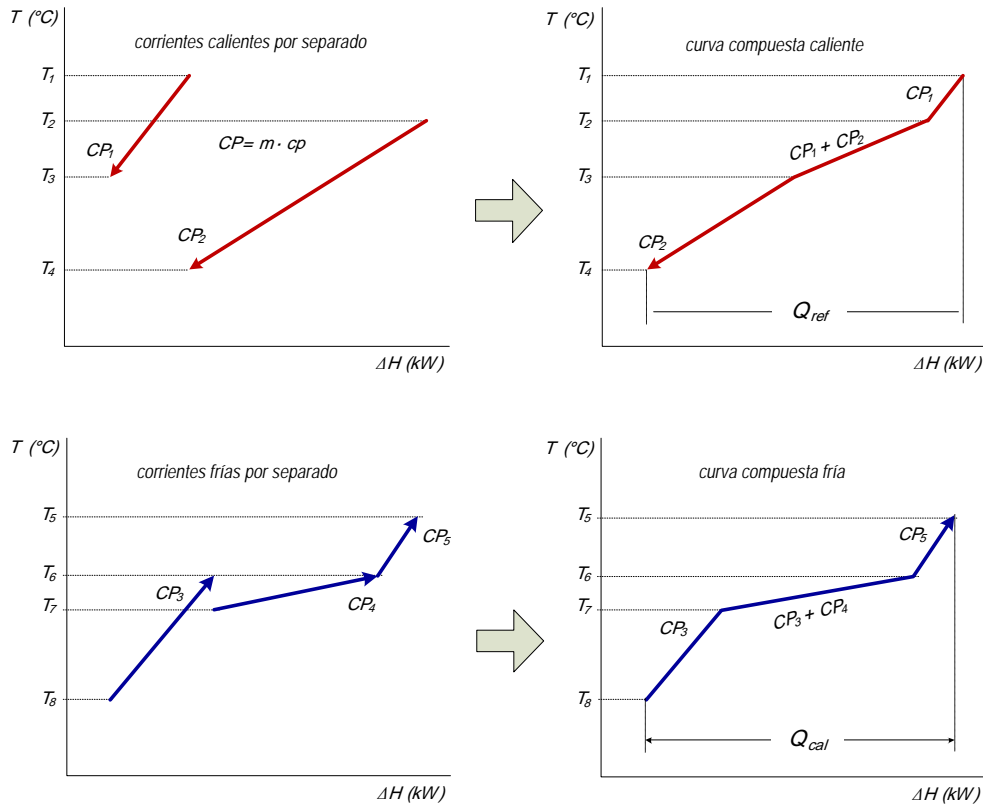 T (°C)
corrientes calientes por separado
T1
T2
CP = m · cp
CP1
T3
CP2
T4
ΔH (kW)
T (°C)
curva compuesta caliente
T1
CP1
T2
CP1 + CP2
T3
CP2
T4
Qref
ΔH (kW)
T (°C)
corrientes frías por separado
T5
CP5
T6
CP3
CP4
T7
T8
ΔH (kW)
T (°C)
curva compuesta fría
T5
CP5
T6
T7
CP3 + CP4
CP3
T8
Qcal
ΔH (kW)